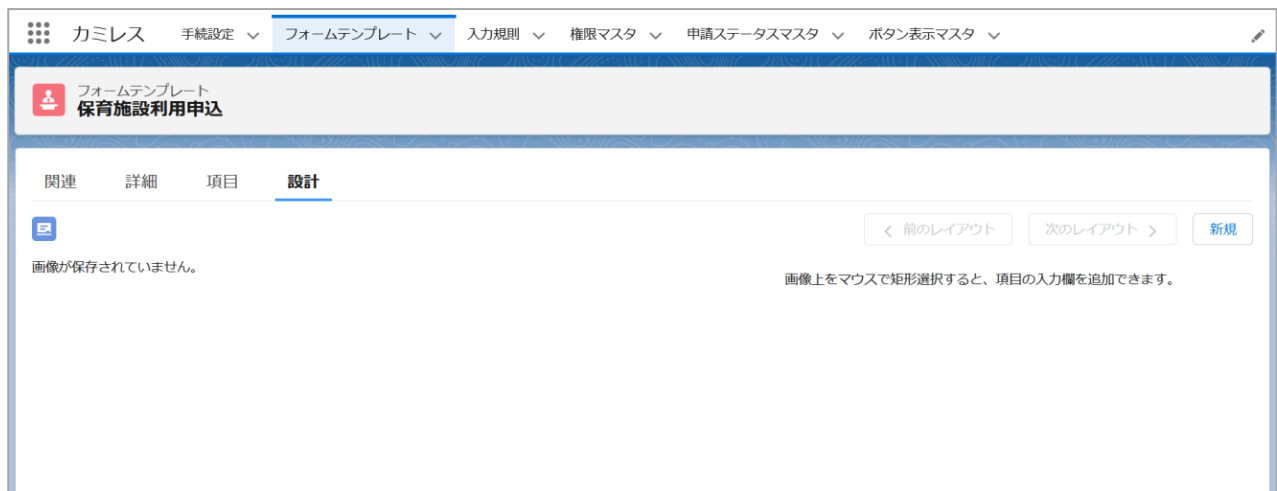 カミレス 手続設定 フォームテンプレート 入力規則 権限マスタ 申請ステータスマスタ ボタン表示マスタ
フォームテンプレート
保育施設利用申込
関連 詳細 項目 設計
前のレイアウト 次のレイアウト 新規
画像が保存されていません。
画像上をマウスで矩形選択すると、項目の入力欄を追加できます。